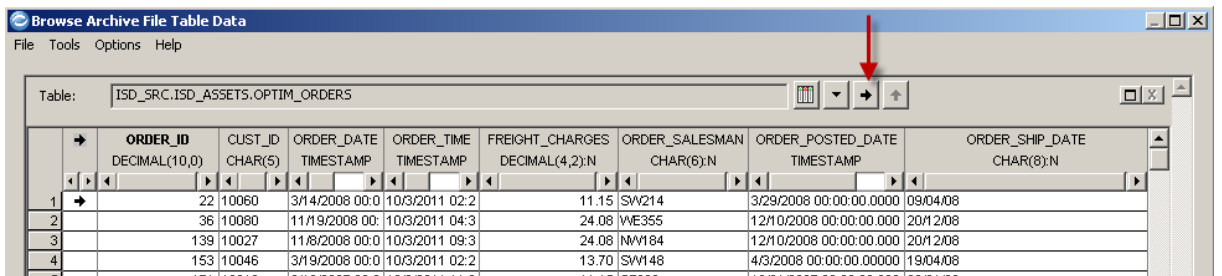 Browse Archive File Table Data
File Tools Options Help
Table: ISD_SRC.ISD_ASSETS.OPTIM_ORDERS
ORDER_ID CUST_ID ORDER_DATE ORDER_TIME FREIGHT_CHARGES ORDER_SALESMAN ORDER_POSTED_DATE ORDER_SHIP_DATE
DECIMAL(10,0) CHAR(5) TIMESTAMP TIMESTAMP DECIMAL(4,2):N CHAR(6):N TIMESTAMP CHAR(8):N
1 22 10060 3/14/2008 00:0 10/3/2011 02:2 11.15 SW214 3/29/2008 00:00:00.0000 09/04/08
2 36 10080 11/19/2008 00: 10/3/2011 04:3 24.08 WE355 12/10/2008 00:00:00.000 20/12/08
3 139 10027 11/8/2008 00:0 10/3/2011 09:3 24.08 NW184 12/10/2008 00:00:00.000 20/12/08
4 153 10046 3/19/2008 00:0 10/3/2011 02:2 13.70 SW148 4/3/2008 00:00:00.00000 19/04/08